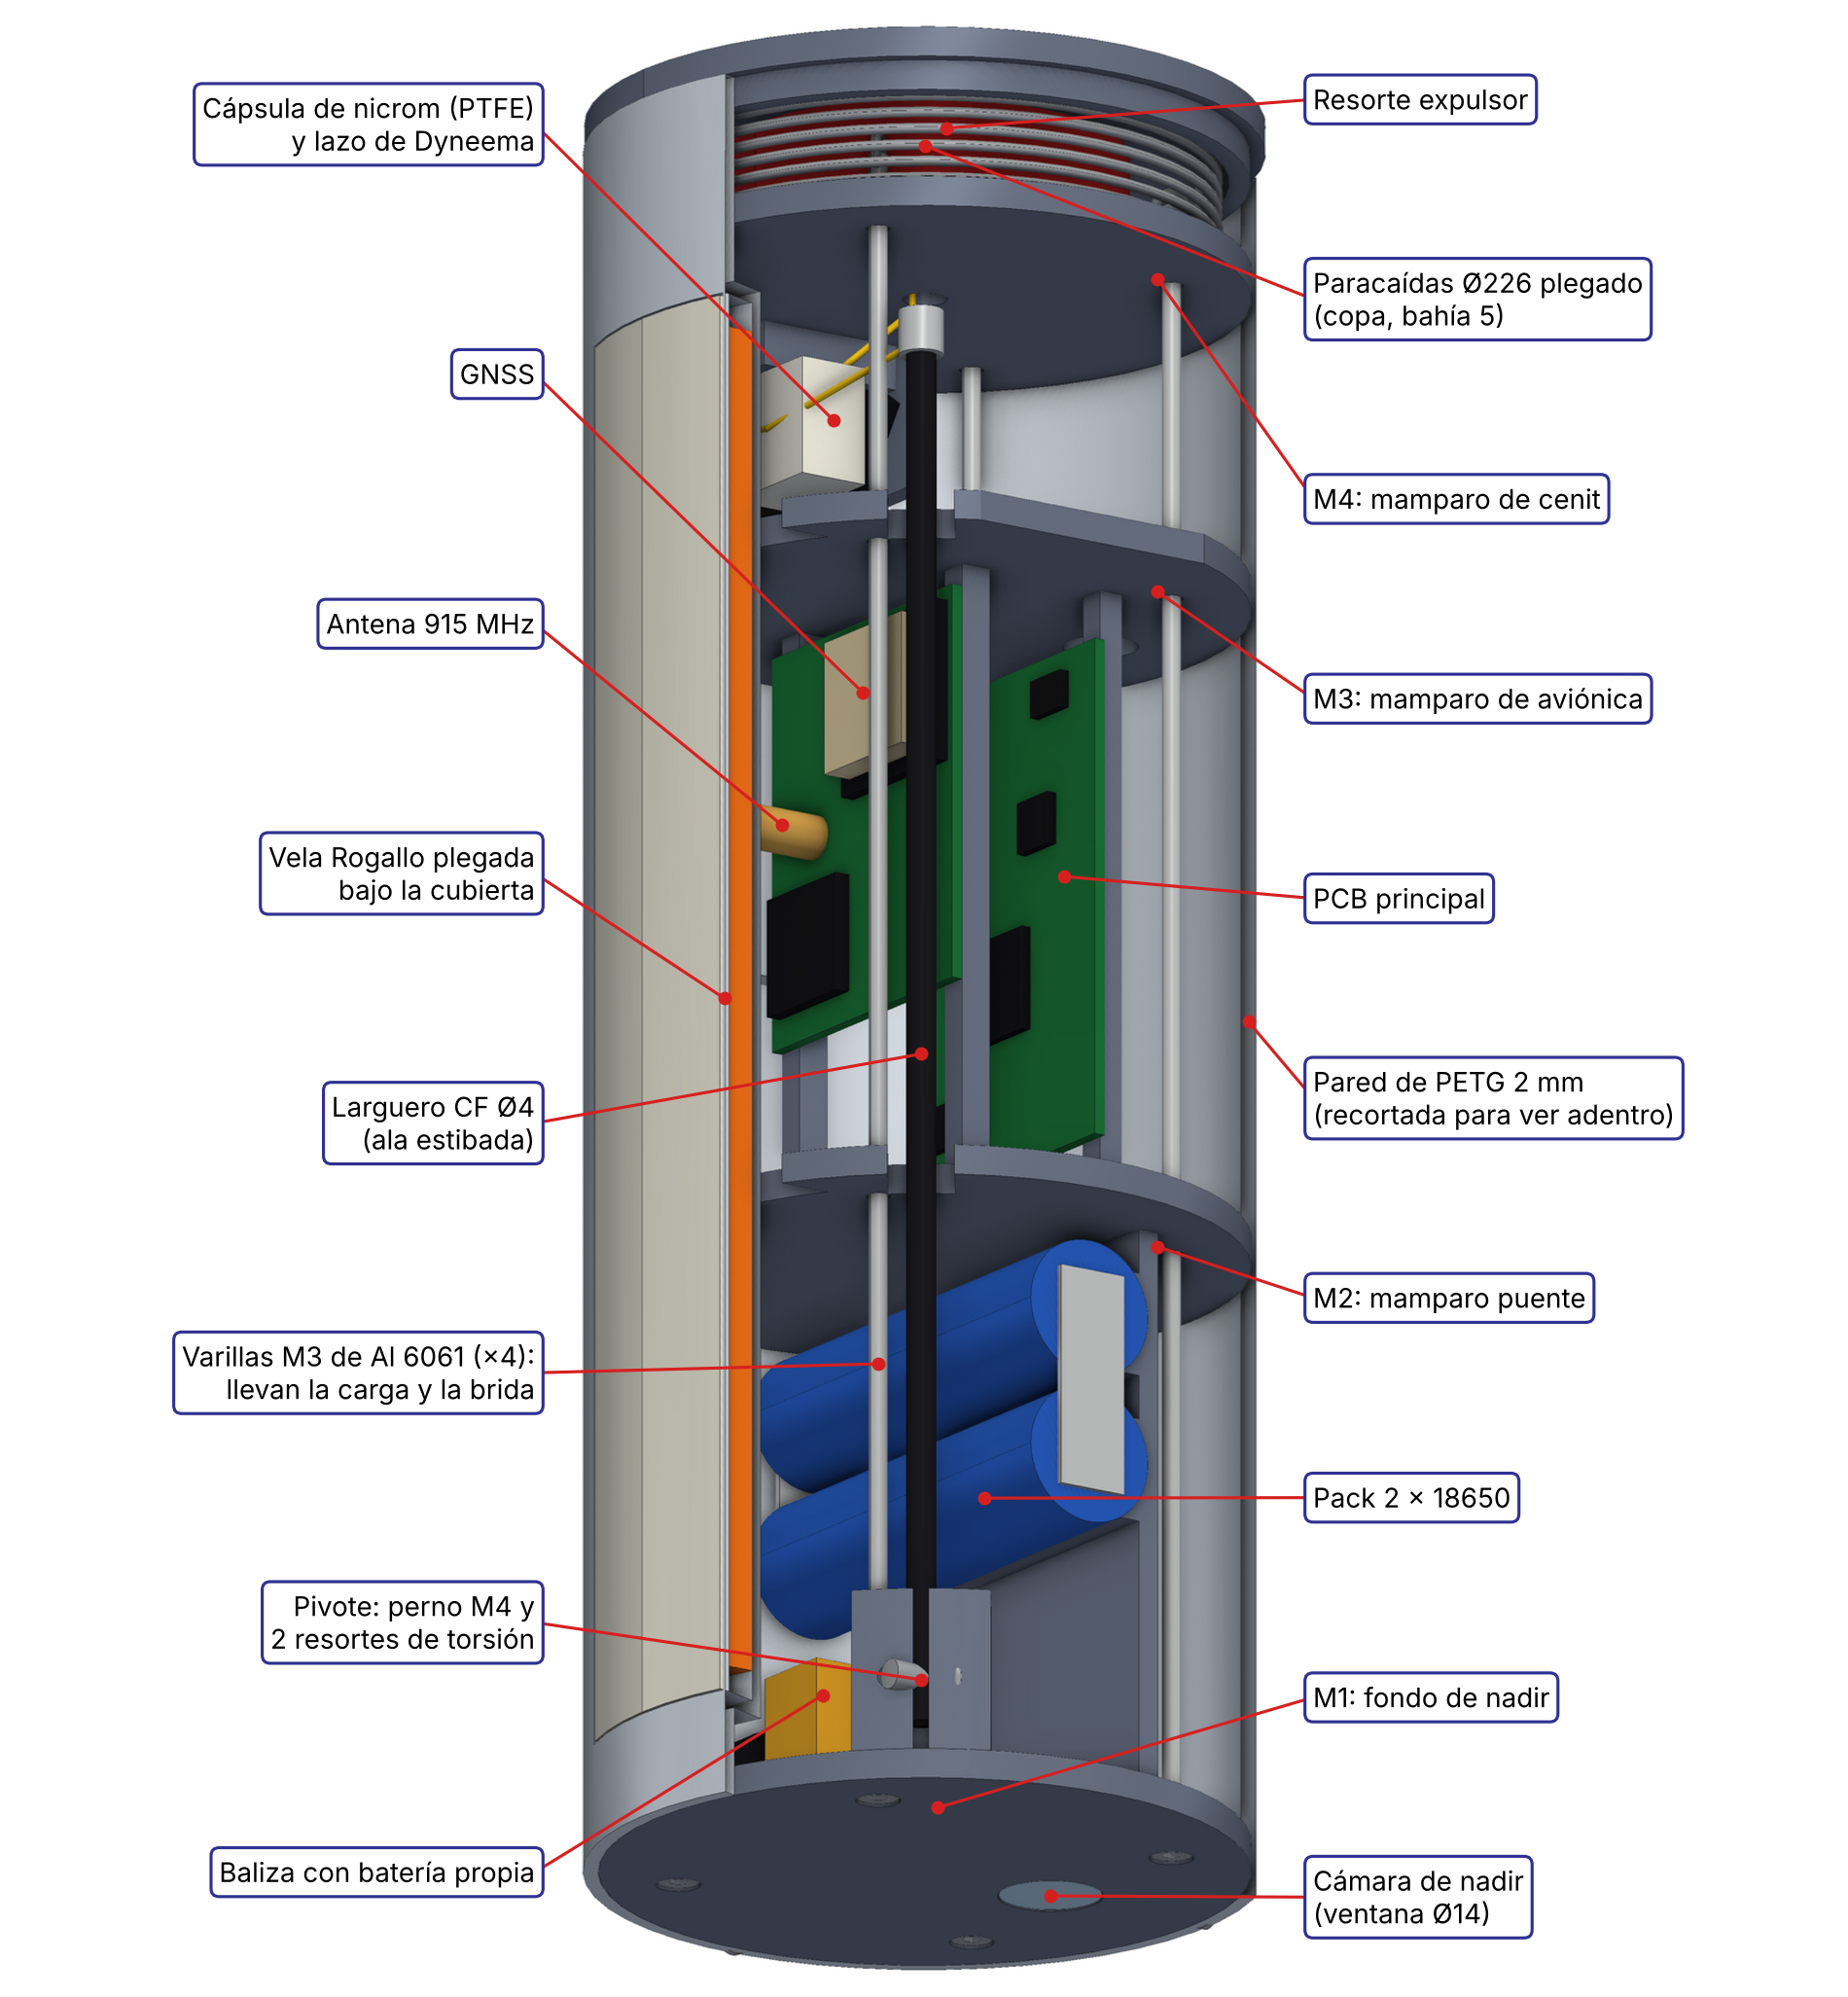 Cápsula de nicrom (PTFE)
y lazo de Dyneema
GNSS
Antena 915 MHz
Vela Rogallo plegada
bajo la cubierta
Larguero CF Ø4
(ala estibada)
Varillas M3 de Al 6061 (×4):
llevan la carga y la brida
Pivote: perno M4 y
2 resortes de torsión
Baliza con batería propia
Resorte expulsor
Paracaídas Ø226 plegado
(copa, bahía 5)
M4: mamparo de cenit
M3: mamparo de aviónica
PCB principal
Pared de PETG 2 mm
(recortada para ver adentro)
M2: mamparo puente
Pack 2 × 18650
M1: fondo de nadir
Cámara de nadir
(ventana Ø14)